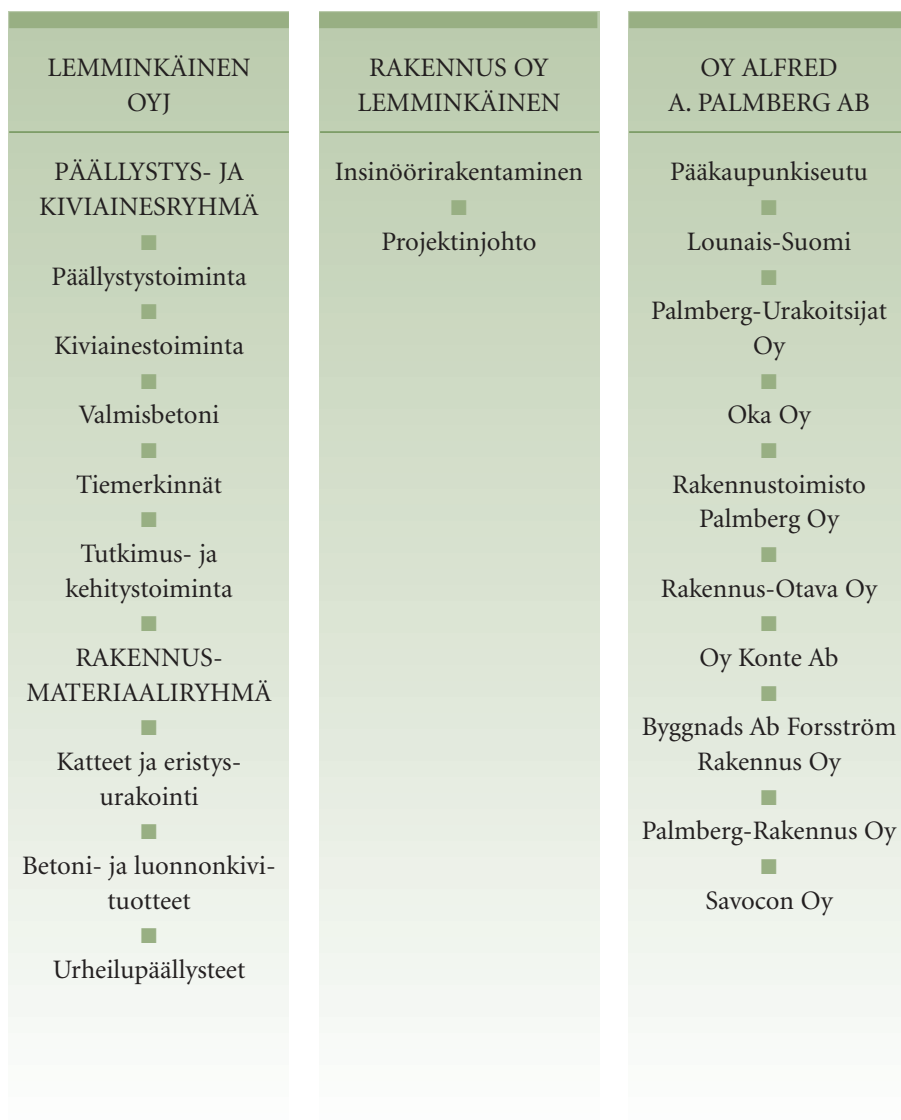 LEMMINKÄINEN
OYJ
PÄÄLLYSTYS- JA
KIVIAINESRYHMÄ
Päällystystoiminta
Kiviainestoiminta
Valmisbetoni
Tiemerkinnät
Tutkimus- ja
kehitystoiminta
RAKENNUS-
MATERIAALIRYHMÄ
Katteet ja eristys-
urakointi
Betoni- ja luonnonkivi-
tuotteet
Urheilupäällysteet
RAKENNUS OY
LEMMINKÄINEN
Insinöörirakentaminen
Projektinjohto
OY ALFRED
A. PALMBERG AB
Pääkaupunkiseutu
Lounais-Suomi
Palmberg-Urakoitsijat
Oy
Oka Oy
Rakennustoimisto
Palmberg Oy
Rakennus-Otava Oy
Oy Konte Ab
Byggnads Ab Forsström
Rakennus Oy
Palmberg-Rakennus Oy
Savocon Oy